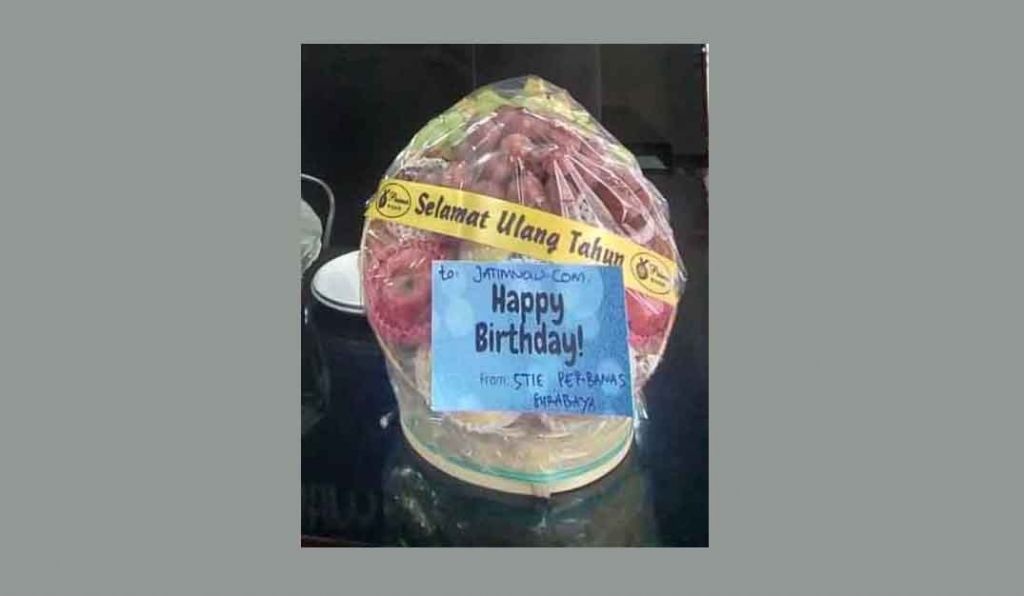 Selamat Ulang Tahun
to: JATIMNOW.COM.
Happy
Birthday!
From: STIE PERBANAS
SURABAYA